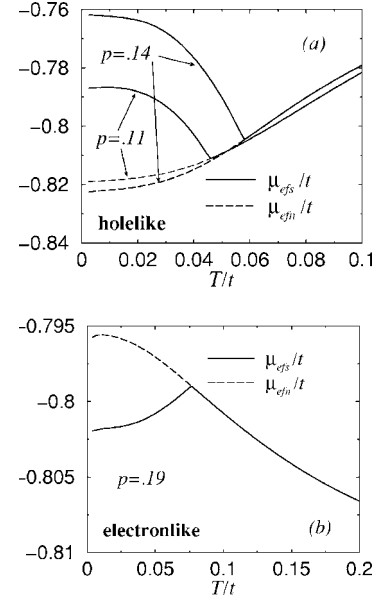 -0.76
(a)
p=.14
-0.78
-0.8
p=.11
-0.82
μefs/t
μefn/t
holelike
-0.84
0 0.02 0.04 0.06 0.08 0.1
T/t
-0.795
μefs/t
μefn/t
-0.8
-0.805
p=.19
electronlike
(b)
-0.81
0 0.05 0.1 0.15 0.2
T/t